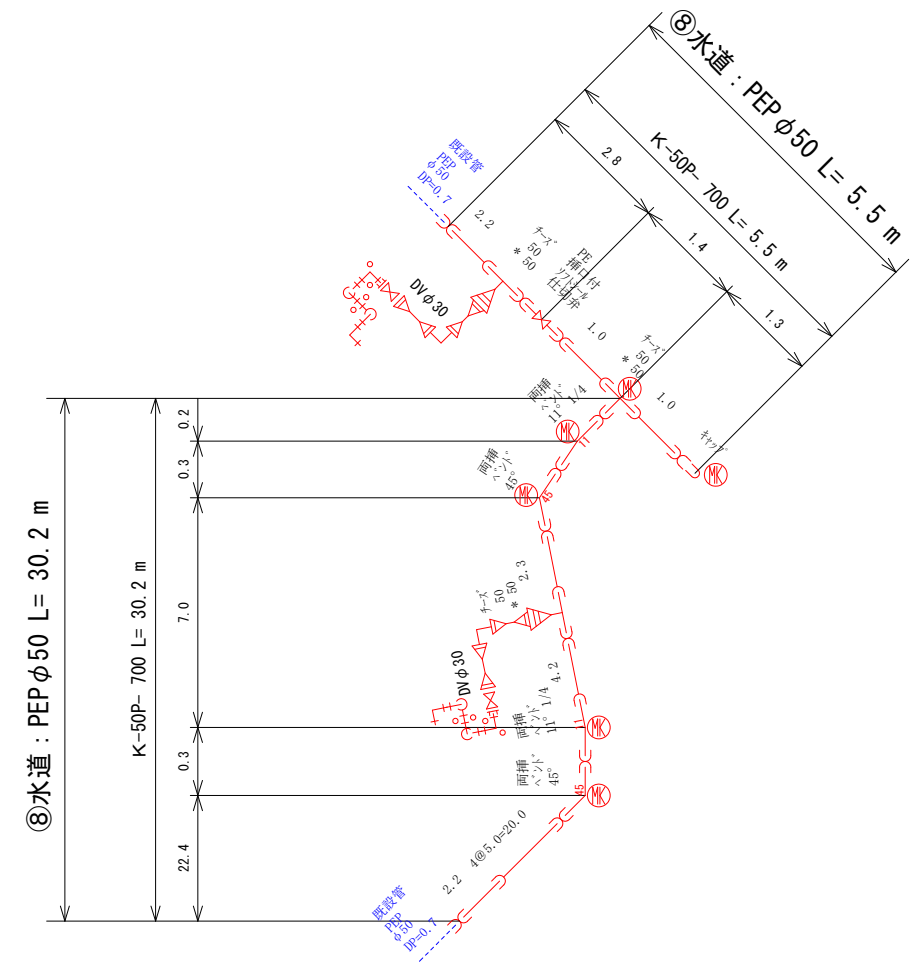 ⑧水道：PEPφ50 L= 5.5 m
K-50P- 700 L= 5.5 m
2.8
1.4
1.3
既設管
PEP
φ50
DP=0.7
2.2
チーズ
50
* 50
PE
挿口付
ソフトシール
仕切弁
1.0
チーズ
50
* 50
1.0
キャップ
MK
DVφ30
両挿
ベンド
11° 1/4
MK
MK
両挿
ベンド
45°
MK
45
2.3
チーズ
50
* 50
DVφ30
4.2
両挿
ベンド
11° 1/4
11
MK
両挿
ベンド
45°
45
MK
4@5.0=20.0
2.2
既設管
PEP
φ50
DP=0.7
⑧水道：PEPφ50 L= 30.2 m
K-50P- 700 L= 30.2 m
0.2
0.3
7.0
0.3
22.4